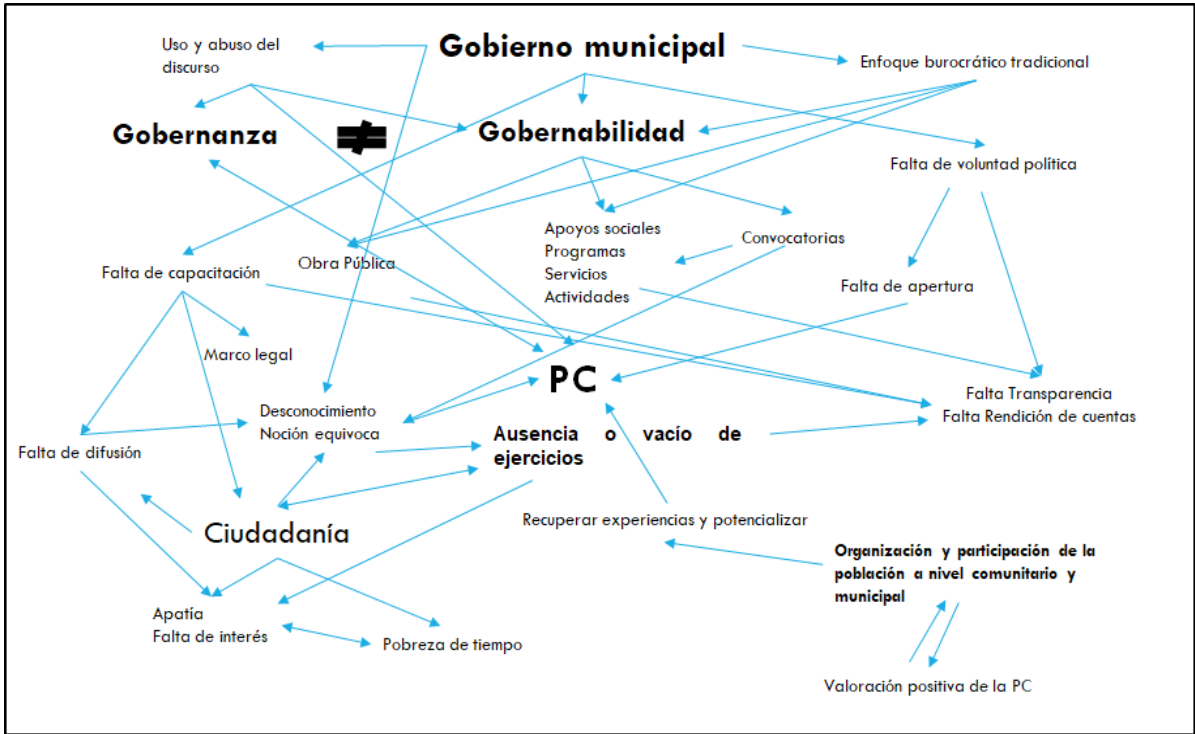 Uso y abuso del
discurso
Gobierno municipal
Enfoque burocrático tradicional
Gobernanza
≠
Gobernabilidad
Falta de voluntad política
Apoyos sociales
Programas
Servicios
Actividades
Convocatorias
Falta de capacitación
Obra Pública
Falta de apertura
Marco legal
PC
Falta Transparencia
Falta Rendición de cuentas
Desconocimiento
Noción equivoca
Ausencia o vacío de
ejercicios
Falta de difusión
Recuperar experiencias y potencializar
Ciudadanía
Organización y participación de la
población a nivel comunitario y
municipal
Apatía
Falta de interés
Pobreza de tiempo
Valoración positiva de la PC